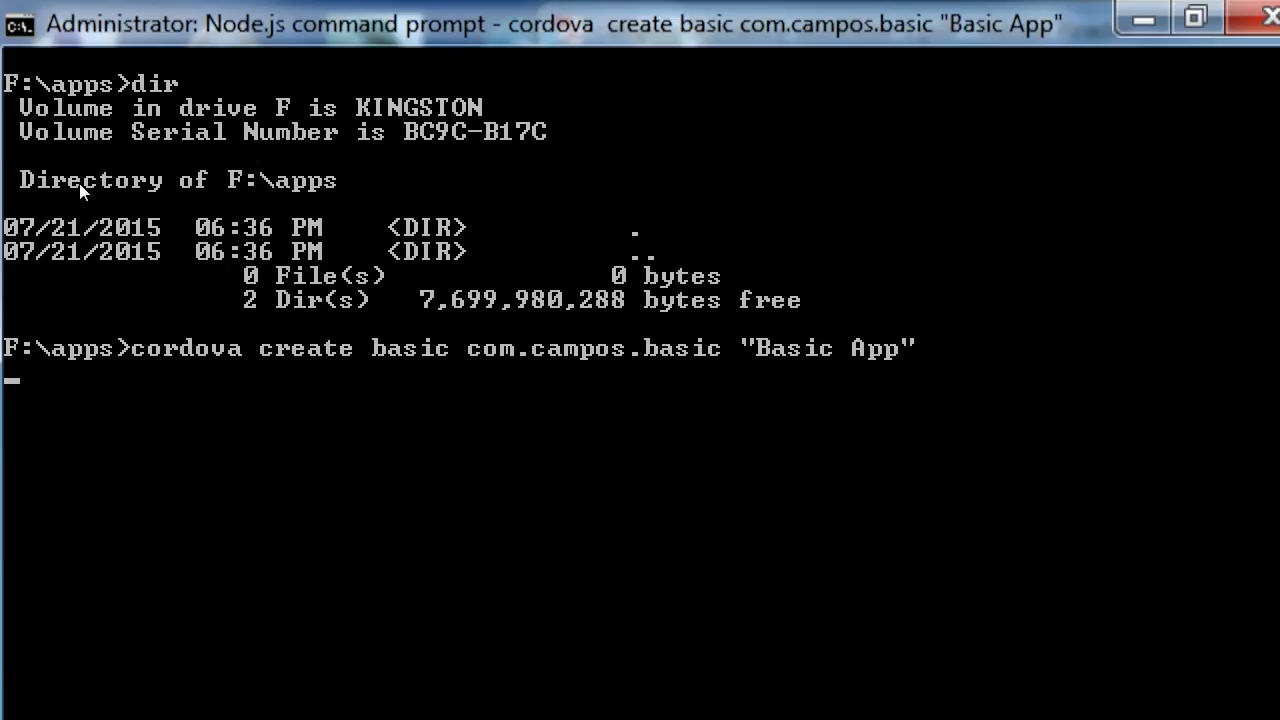 Administrator: Node.js command prompt - cordova  create basic com.campos.basic "Basic App"
F:\apps>dir
 Volume in drive F is KINGSTON
 Volume Serial Number is BC9C-B17C
 Directory of F:\apps
07/21/2015  06:36 PM    <DIR>          .
07/21/2015  06:36 PM    <DIR>          ..
               0 File(s)              0 bytes
               2 Dir(s)   7,699,980,288 bytes free
F:\apps>cordova create basic com.campos.basic "Basic App"